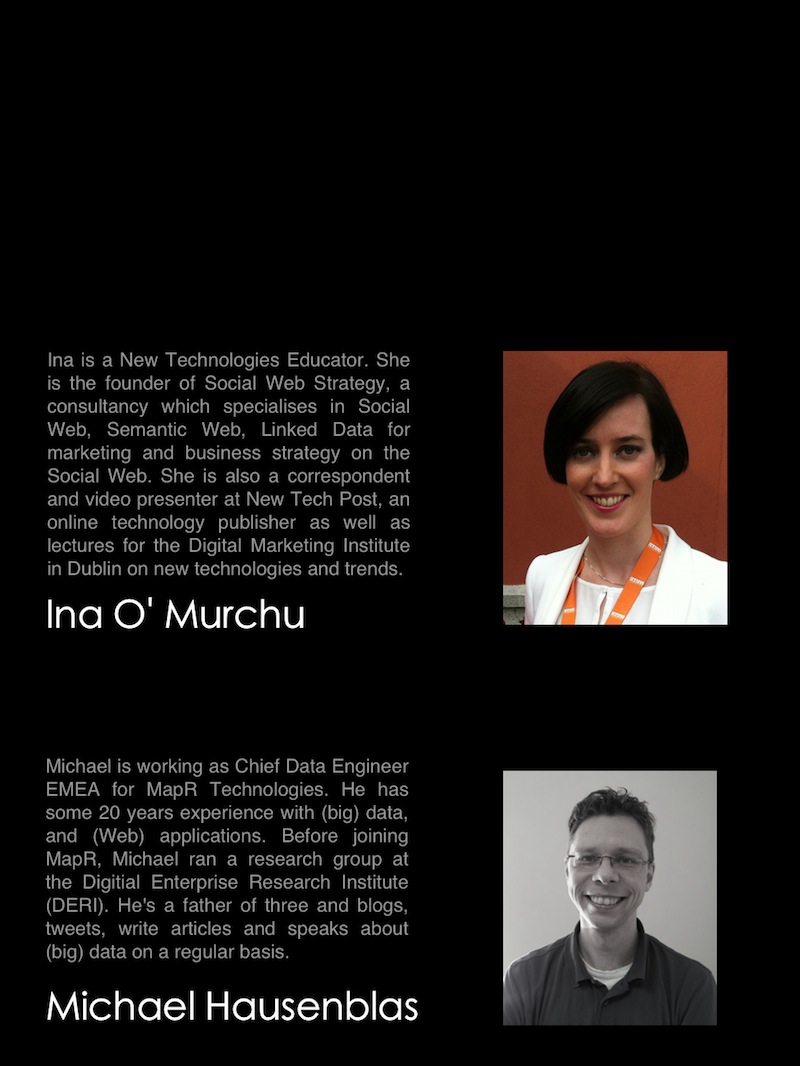 Ina is a New Technologies Educator. She
is the founder of Social Web Strategy, a
consultancy which specialises in Social
Web, Semantic Web, Linked Data for
marketing and business strategy on the
Social Web. She is also a correspondent
and video presenter at New Tech Post, an
online technology publisher as well as
lectures for the Digital Marketing Institute
in Dublin on new technologies and trends.
Ina O' Murchu
Michael is working as Chief Data Engineer
EMEA for MapR Technologies. He has
some 20 years experience with (big) data,
and (Web) applications. Before joining
MapR, Michael ran a research group at
the Digitial Enterprise Research Institute
(DERI). He's a father of three and blogs,
tweets, write articles and speaks about
(big) data on a regular basis.
Michael Hausenblas